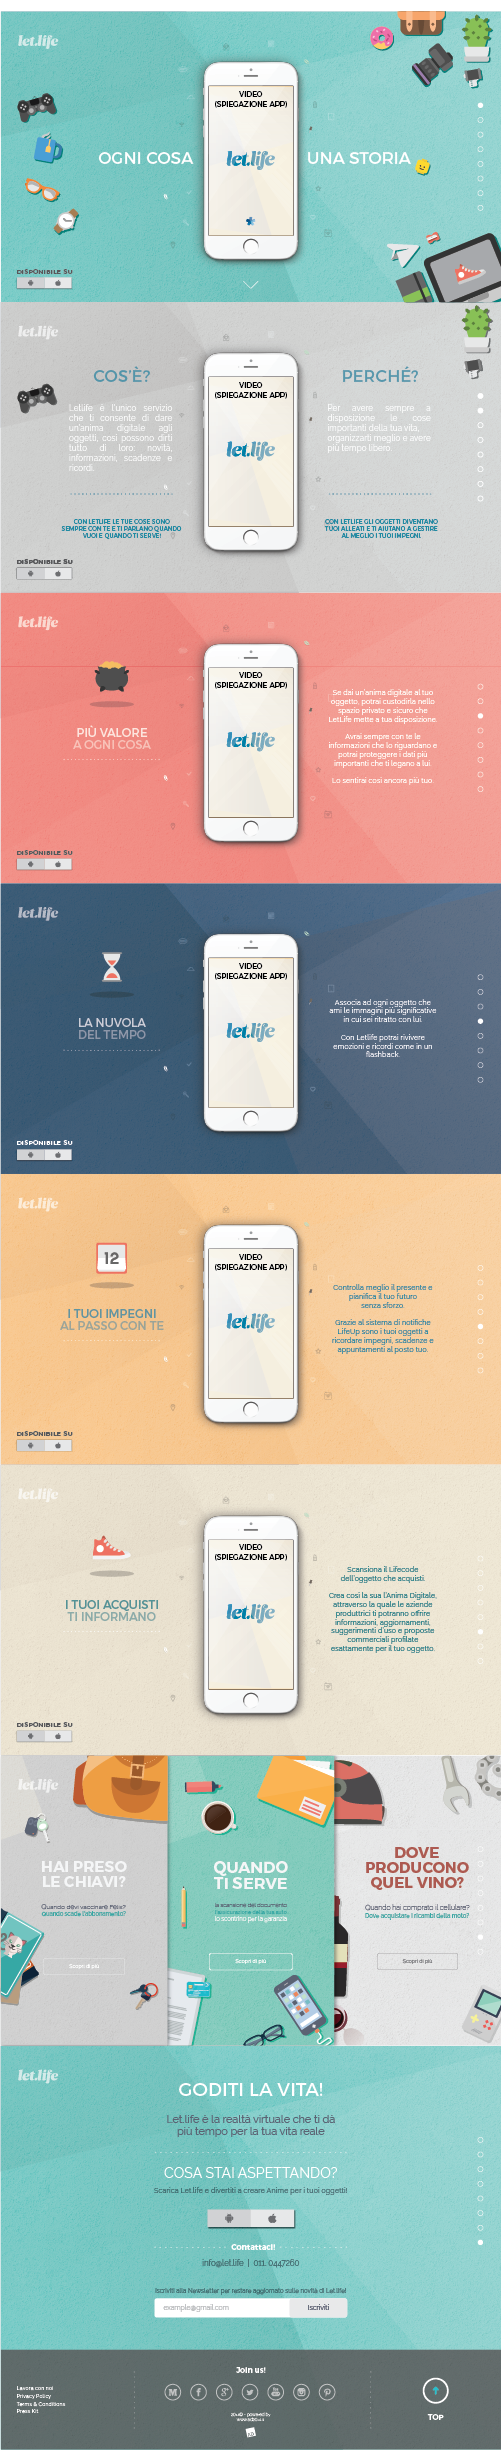 let.life
VIDEO
(SPIEGAZIONE APP)
OGNI COSA
let.life
UNA STORIA
DISPONIBILE SU
let.life
VIDEO
(SPIEGAZIONE APP)
let.life
COS'È?
LetLife è l'unico servizio
che ti consente di dare
un'anima digitale agli
oggetti, così possono dirti
tutto di loro: novità,
informazioni, scadenze e
ricordi.
CON LETLIFE LE TUE COSE SONO
SEMPRE CON TE E TI PARLANO QUANDO
VUOI E QUANDO TI SERVE!
PERCHÉ?
Per avere sempre a
disposizione le cose
importanti della tua vita,
organizzarti meglio e avere
più tempo libero.
CON LETLIFE GLI OGGETTI DIVENTANO
TUOI ALLEATI E TI AIUTANO A GESTIRE
AL MEGLIO I TUOI IMPEGNI.
DISPONIBILE SU
let.life
VIDEO
(SPIEGAZIONE APP)
let.life
PIÙ VALORE
A OGNI COSA
Se dai un'anima digitale al tuo
oggetto, potrai custodirla nello
spazio privato e sicuro che
LetLife mette a tua disposizione.
Avrai sempre con te le
informazioni che lo riguardano e
potrai proteggere i dati più
importanti che ti legano a lui.
Lo sentirai così ancora più tuo.
DISPONIBILE SU
let.life
VIDEO
(SPIEGAZIONE APP)
let.life
LA NUVOLA
DEL TEMPO
Associa ad ogni oggetto che
ami le immagini più significative
in cui sei ritratto con lui.
Con Letlife potrai rivivere
emozioni e ricordi come in un
flashback.
DISPONIBILE SU
let.life
VIDEO
(SPIEGAZIONE APP)
let.life
12
I TUOI IMPEGNI
AL PASSO CON TE
Controlla meglio il presente e
pianifica il tuo futuro
senza sforzo.
Grazie al sistema di notifiche
LifeUp sono i tuoi oggetti a
ricordare impegni, scadenze e
appuntamenti al posto tuo.
DISPONIBILE SU
let.life
VIDEO
(SPIEGAZIONE APP)
let.life
I TUOI ACQUISTI
TI INFORMANO
Scansiona il Lifecode
dell'oggetto che acquisti.
Crea così la sua l'Anima Digitale,
attraverso la quale le aziende
produttrici ti potranno offrire
informazioni, aggiornamenti,
suggerimenti d'uso e proposte
commerciali profilate
esattamente per il tuo oggetto.
DISPONIBILE SU
let.life
HAI PRESO
LE CHIAVI?
Quando devi vaccinare Felix?
Quando scade l'abbonamento?
Scopri di più
QUANDO
TI SERVE
la scansione del documento
l'assicurazione della tua auto
lo scontrino per la garanzia
Scopri di più
DOVE
PRODUCONO
QUEL VINO?
Quando hai comprato il cellulare?
Dove acquistare i ricambi della moto?
Scopri di più
let.life
GODITI LA VITA!
Let.life è la realtà virtuale che ti dà
più tempo per la tua vita reale
COSA STAI ASPETTANDO?
Scarica Let.life e divertiti a creare Anime per i tuoi oggetti!
Contattaci!
info@let.life | 011. 0447260
Iscriviti alla Newsletter per restare aggiornato sulle novità di Let.life!
example@gmail.com
Iscriviti
Join us!
Lavora con noi
Privacy Policy
Terms & Conditions
Press Kit
TOP